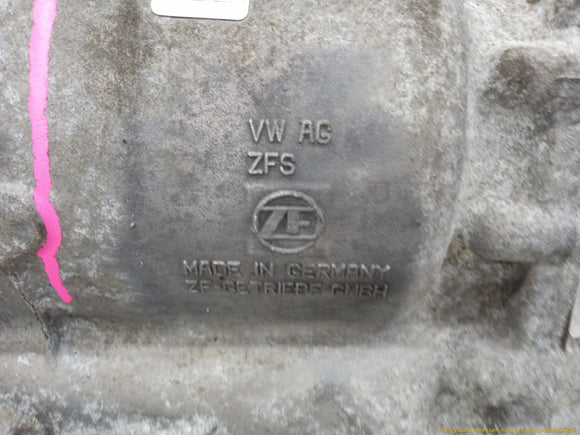 VW AG
ZFS
ZF
MADE IN GERMANY
ZF-GETRIEBE GMBH